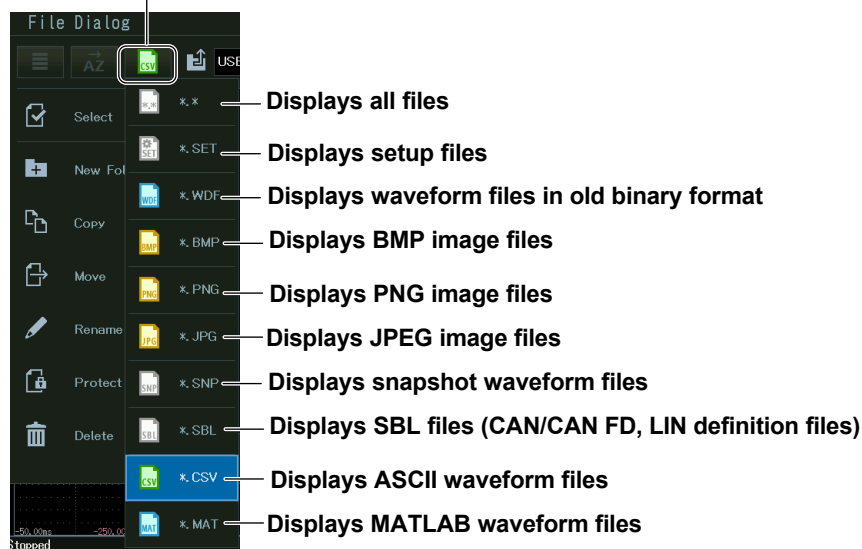 File Dialog
AZ
CSV
USB
*.* Displays all files
Select
SET *.SET Displays setup files
New Fol
WDF *.WDF Displays waveform files in old binary format
Copy
BMP *.BMP Displays BMP image files
Move
PNG *.PNG Displays PNG image files
Rename
JPG *.JPG Displays JPEG image files
Protect
SNP *.SNP Displays snapshot waveform files
Delete
SBL *.SBL Displays SBL files (CAN/CAN FD, LIN definition files)
CSV *.CSV Displays ASCII waveform files
-50.00ns -250.00
MAT *.MAT Displays MATLAB waveform files
Stopped